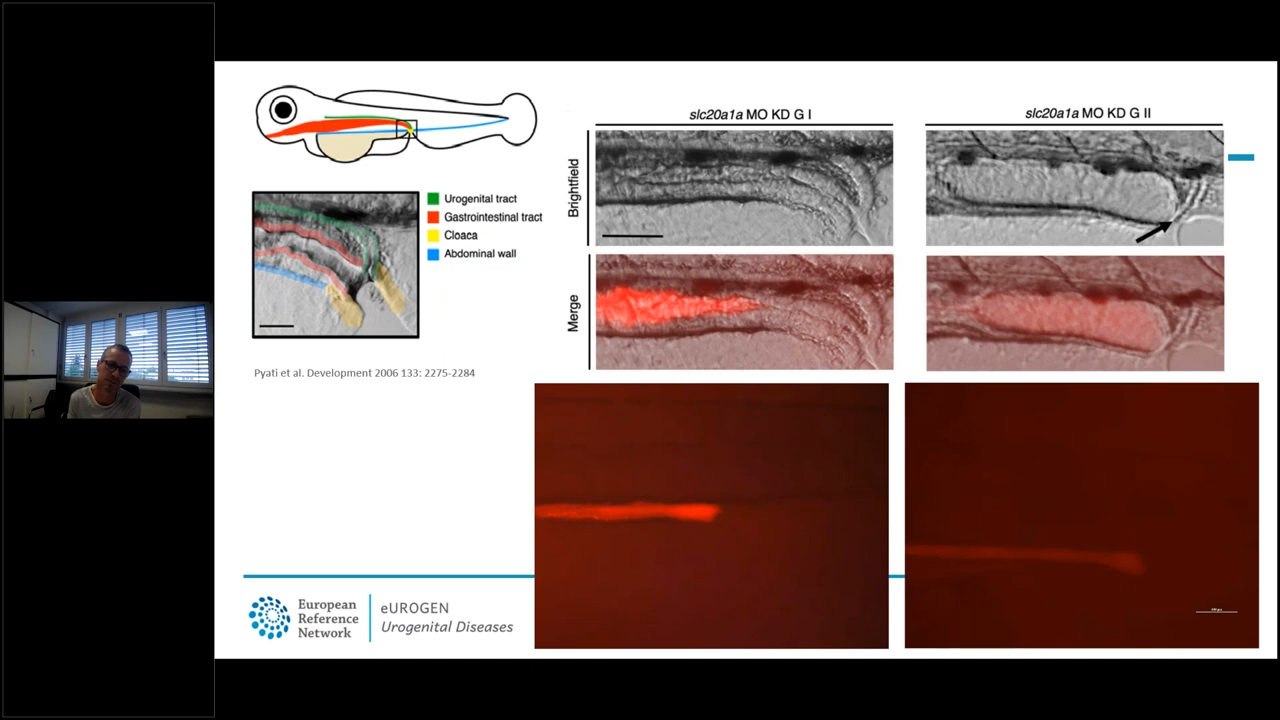 slc20a1a MO KD G I
slc20a1a MO KD G II
Brightfield
Merge
Urogenital tract
Gastrointestinal tract
Cloaca
Abdominal wall
Pyati et al. Development 2006 133: 2275-2284
European
Reference
Network
eUROGEN
Urogenital Diseases